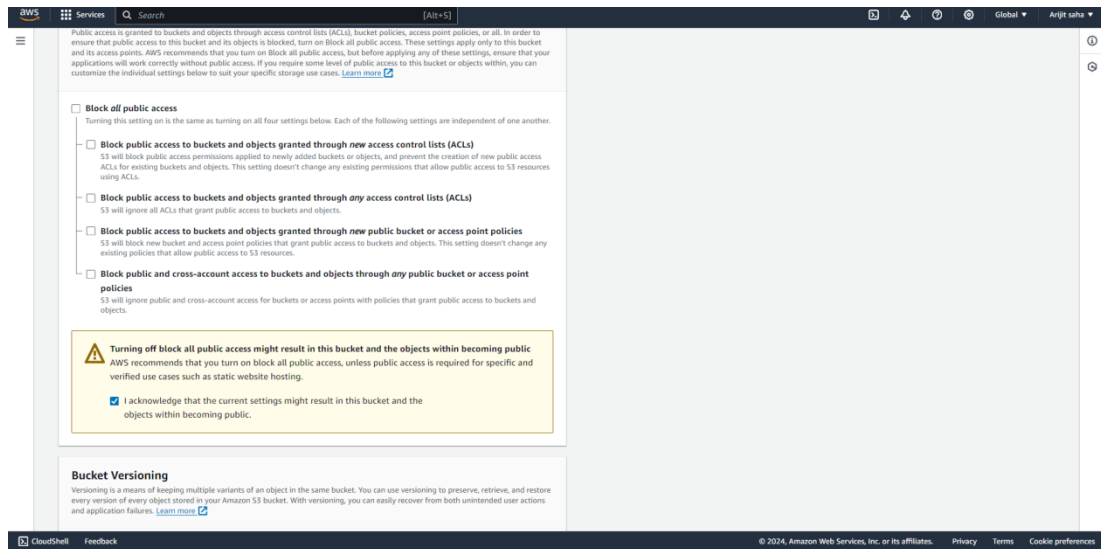 aws
Services
Search
[Alt+S]
Global ▼
Arijit saha ▼
Public access is granted to buckets and objects through access control lists (ACLs), bucket policies, access point policies, or all. In order to
ensure that public access to this bucket and its objects is blocked, turn on Block all public access. These settings apply only to this bucket
and its access points. AWS recommends that you turn on Block all public access, but before applying any of these settings, ensure that your
applications will work correctly without public access. If you require some level of public access to this bucket or objects within, you can
customize the individual settings below to suit your specific storage use cases. Learn more
Block all public access
Turning this setting on is the same as turning on all four settings below. Each of the following settings are independent of one another.
Block public access to buckets and objects granted through new access control lists (ACLs)
S3 will block public access permissions applied to newly added buckets or objects, and prevent the creation of new public access
ACLs for existing buckets and objects. This setting doesn't change any existing permissions that allow public access to S3 resources
using ACLs.
Block public access to buckets and objects granted through any access control lists (ACLs)
S3 will ignore all ACLs that grant public access to buckets and objects.
Block public access to buckets and objects granted through new public bucket or access point policies
S3 will block new bucket and access point policies that grant public access to buckets and objects. This setting doesn't change any
existing policies that allow public access to S3 resources.
Block public and cross-account access to buckets and objects through any public bucket or access point
policies
S3 will ignore public and cross-account access for buckets or access points with policies that grant public access to buckets and
objects.
Turning off block all public access might result in this bucket and the objects within becoming public
AWS recommends that you turn on block all public access, unless public access is required for specific and
verified use cases such as static website hosting.
I acknowledge that the current settings might result in this bucket and the
objects within becoming public.
Bucket Versioning
Versioning is a means of keeping multiple variants of an object in the same bucket. You can use versioning to preserve, retrieve, and restore
every version of every object stored in your Amazon S3 bucket. With versioning, you can easily recover from both unintended user actions
and application failures. Learn more
CloudShell
Feedback
© 2024, Amazon Web Services, Inc. or its affiliates.
Privacy
Terms
Cookie preferences